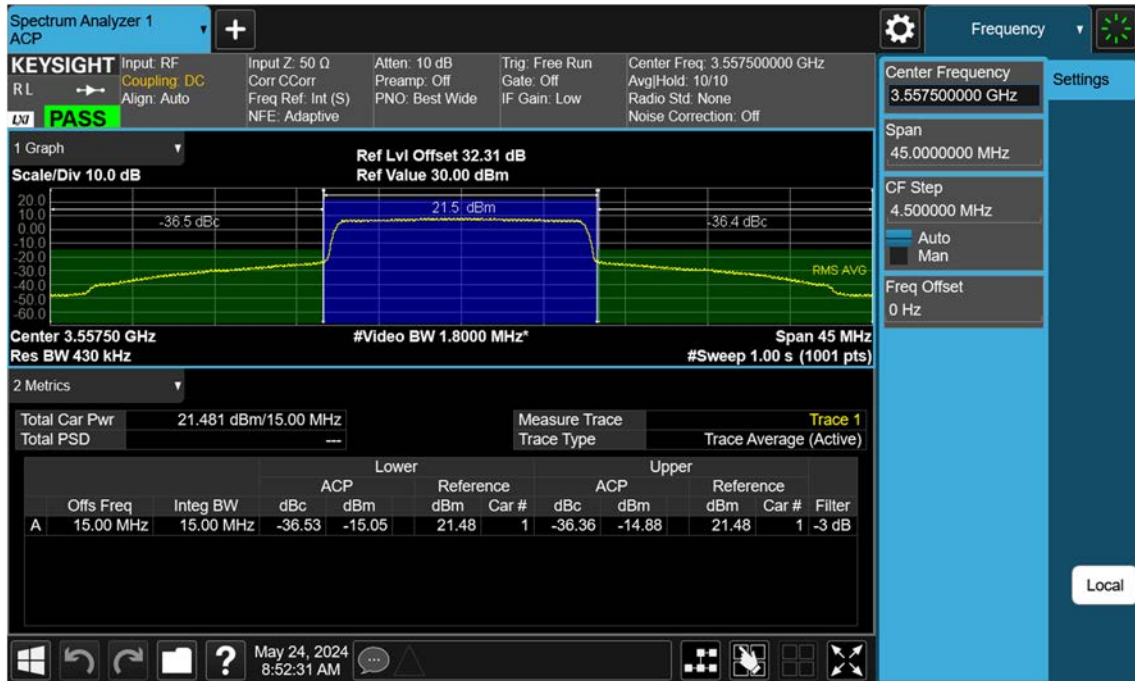 Spectrum Analyzer 1
ACP
+
Frequency
KEYSIGHT
R L
LXI PASS
Input: RF
Coupling: DC
Align: Auto
Input Z: 50 Ω
Corr CCorr
Freq Ref: Int (S)
NFE: Adaptive
Atten: 10 dB
Preamp: Off
PNO: Best Wide
Trig: Free Run
Gate: Off
IF Gain: Low
Center Freq: 3.557500000 GHz
Avg|Hold: 10/10
Radio Std: None
Noise Correction: Off
Center Frequency
3.557500000 GHz
Settings
Span
45.0000000 MHz
CF Step
4.500000 MHz
Auto
Man
Freq Offset
0 Hz
Local
1 Graph
Scale/Div 10.0 dB
Ref Lvl Offset 32.31 dB
Ref Value 30.00 dBm
20.0
10.0
0.00
-10.0
-20.0
-30.0
-40.0
-50.0
-60.0
-36.5 dBc
21.5 dBm
-36.4 dBc
RMS AVG
Center 3.55750 GHz
#Video BW 1.8000 MHz*
Span 45 MHz
Res BW 430 kHz
#Sweep 1.00 s (1001 pts)
2 Metrics
Total Car Pwr 21.481 dBm/15.00 MHz
Total PSD ---
Measure Trace Trace 1
Trace Type Trace Average (Active)
Lower Upper
ACP Reference ACP Reference
Offs Freq Integ BW dBc dBm dBm Car # dBc dBm dBm Car # Filter
A 15.00 MHz 15.00 MHz -36.53 -15.05 21.48 1 -36.36 -14.88 21.48 1 -3 dB
?
May 24, 2024
8:52:31 AM